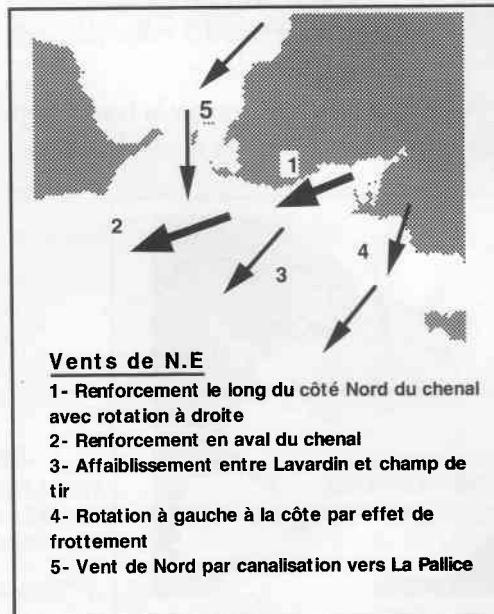 5
1
2
4
3
Vents de N.E
1- Renforcement le long du côté Nord du chenal
avec rotation à droite
2- Renforcement en aval du chenal
3- Affaiblissement entre Lavardin et champ de
tir
4- Rotation à gauche à la côte par effet de
frottement
5- Vent de Nord par canalisation vers La Pallice